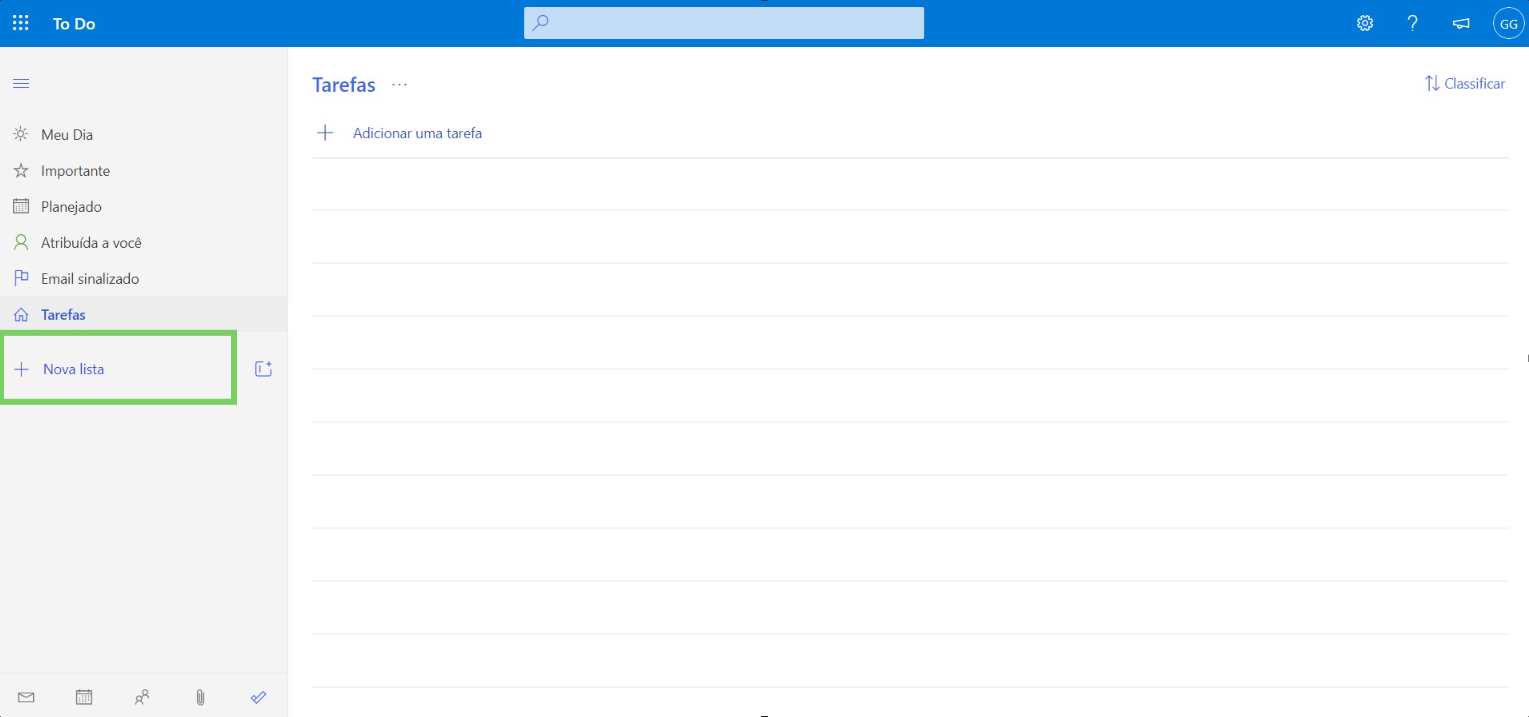 To Do
GG
Tarefas ...
Classificar
Adicionar uma tarefa
Meu Dia
Importante
Planejado
Atribuída a você
Email sinalizado
Tarefas
Nova lista